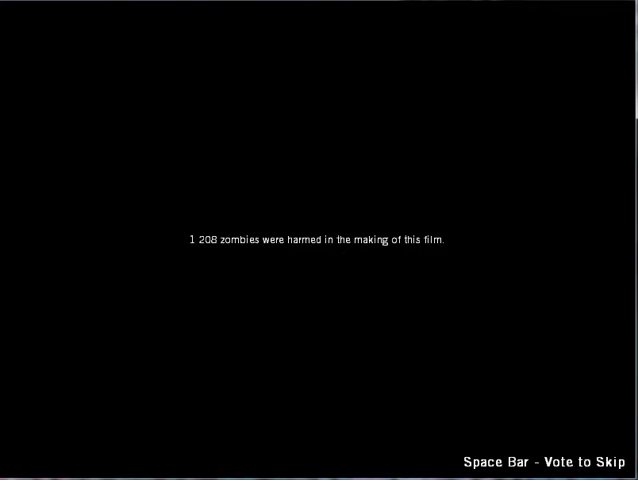 1 208 zombies were harmed in the making of this film.
Space Bar - Vote to Skip